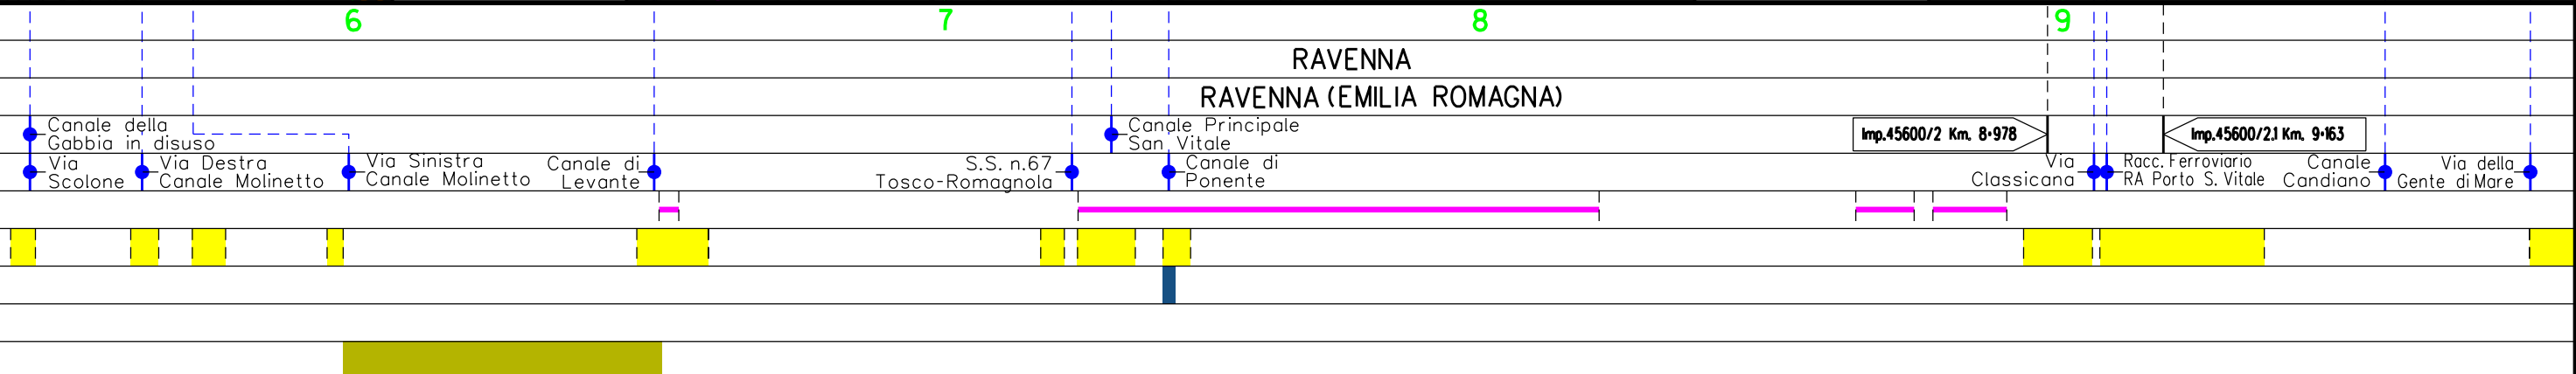 6 7 8 9
RAVENNA
RAVENNA (EMILIA ROMAGNA)
Canale della
Gabbia in disuso
Canale Principale
San Vitale
Imp.45600/2 Km. 8+978
Imp.45600/2.1 Km. 9+163
Via
Scolone
Via Destra
Canale Molinetto
Via Sinistra
Canale Molinetto
Canale di
Levante
S.S. n.67
Tosco-Romagnola
Canale di
Ponente
Via
Classicana
Racc. Ferroviario
RA Porto S. Vitale
Canale
Candiano
Via della
Gente di Mare